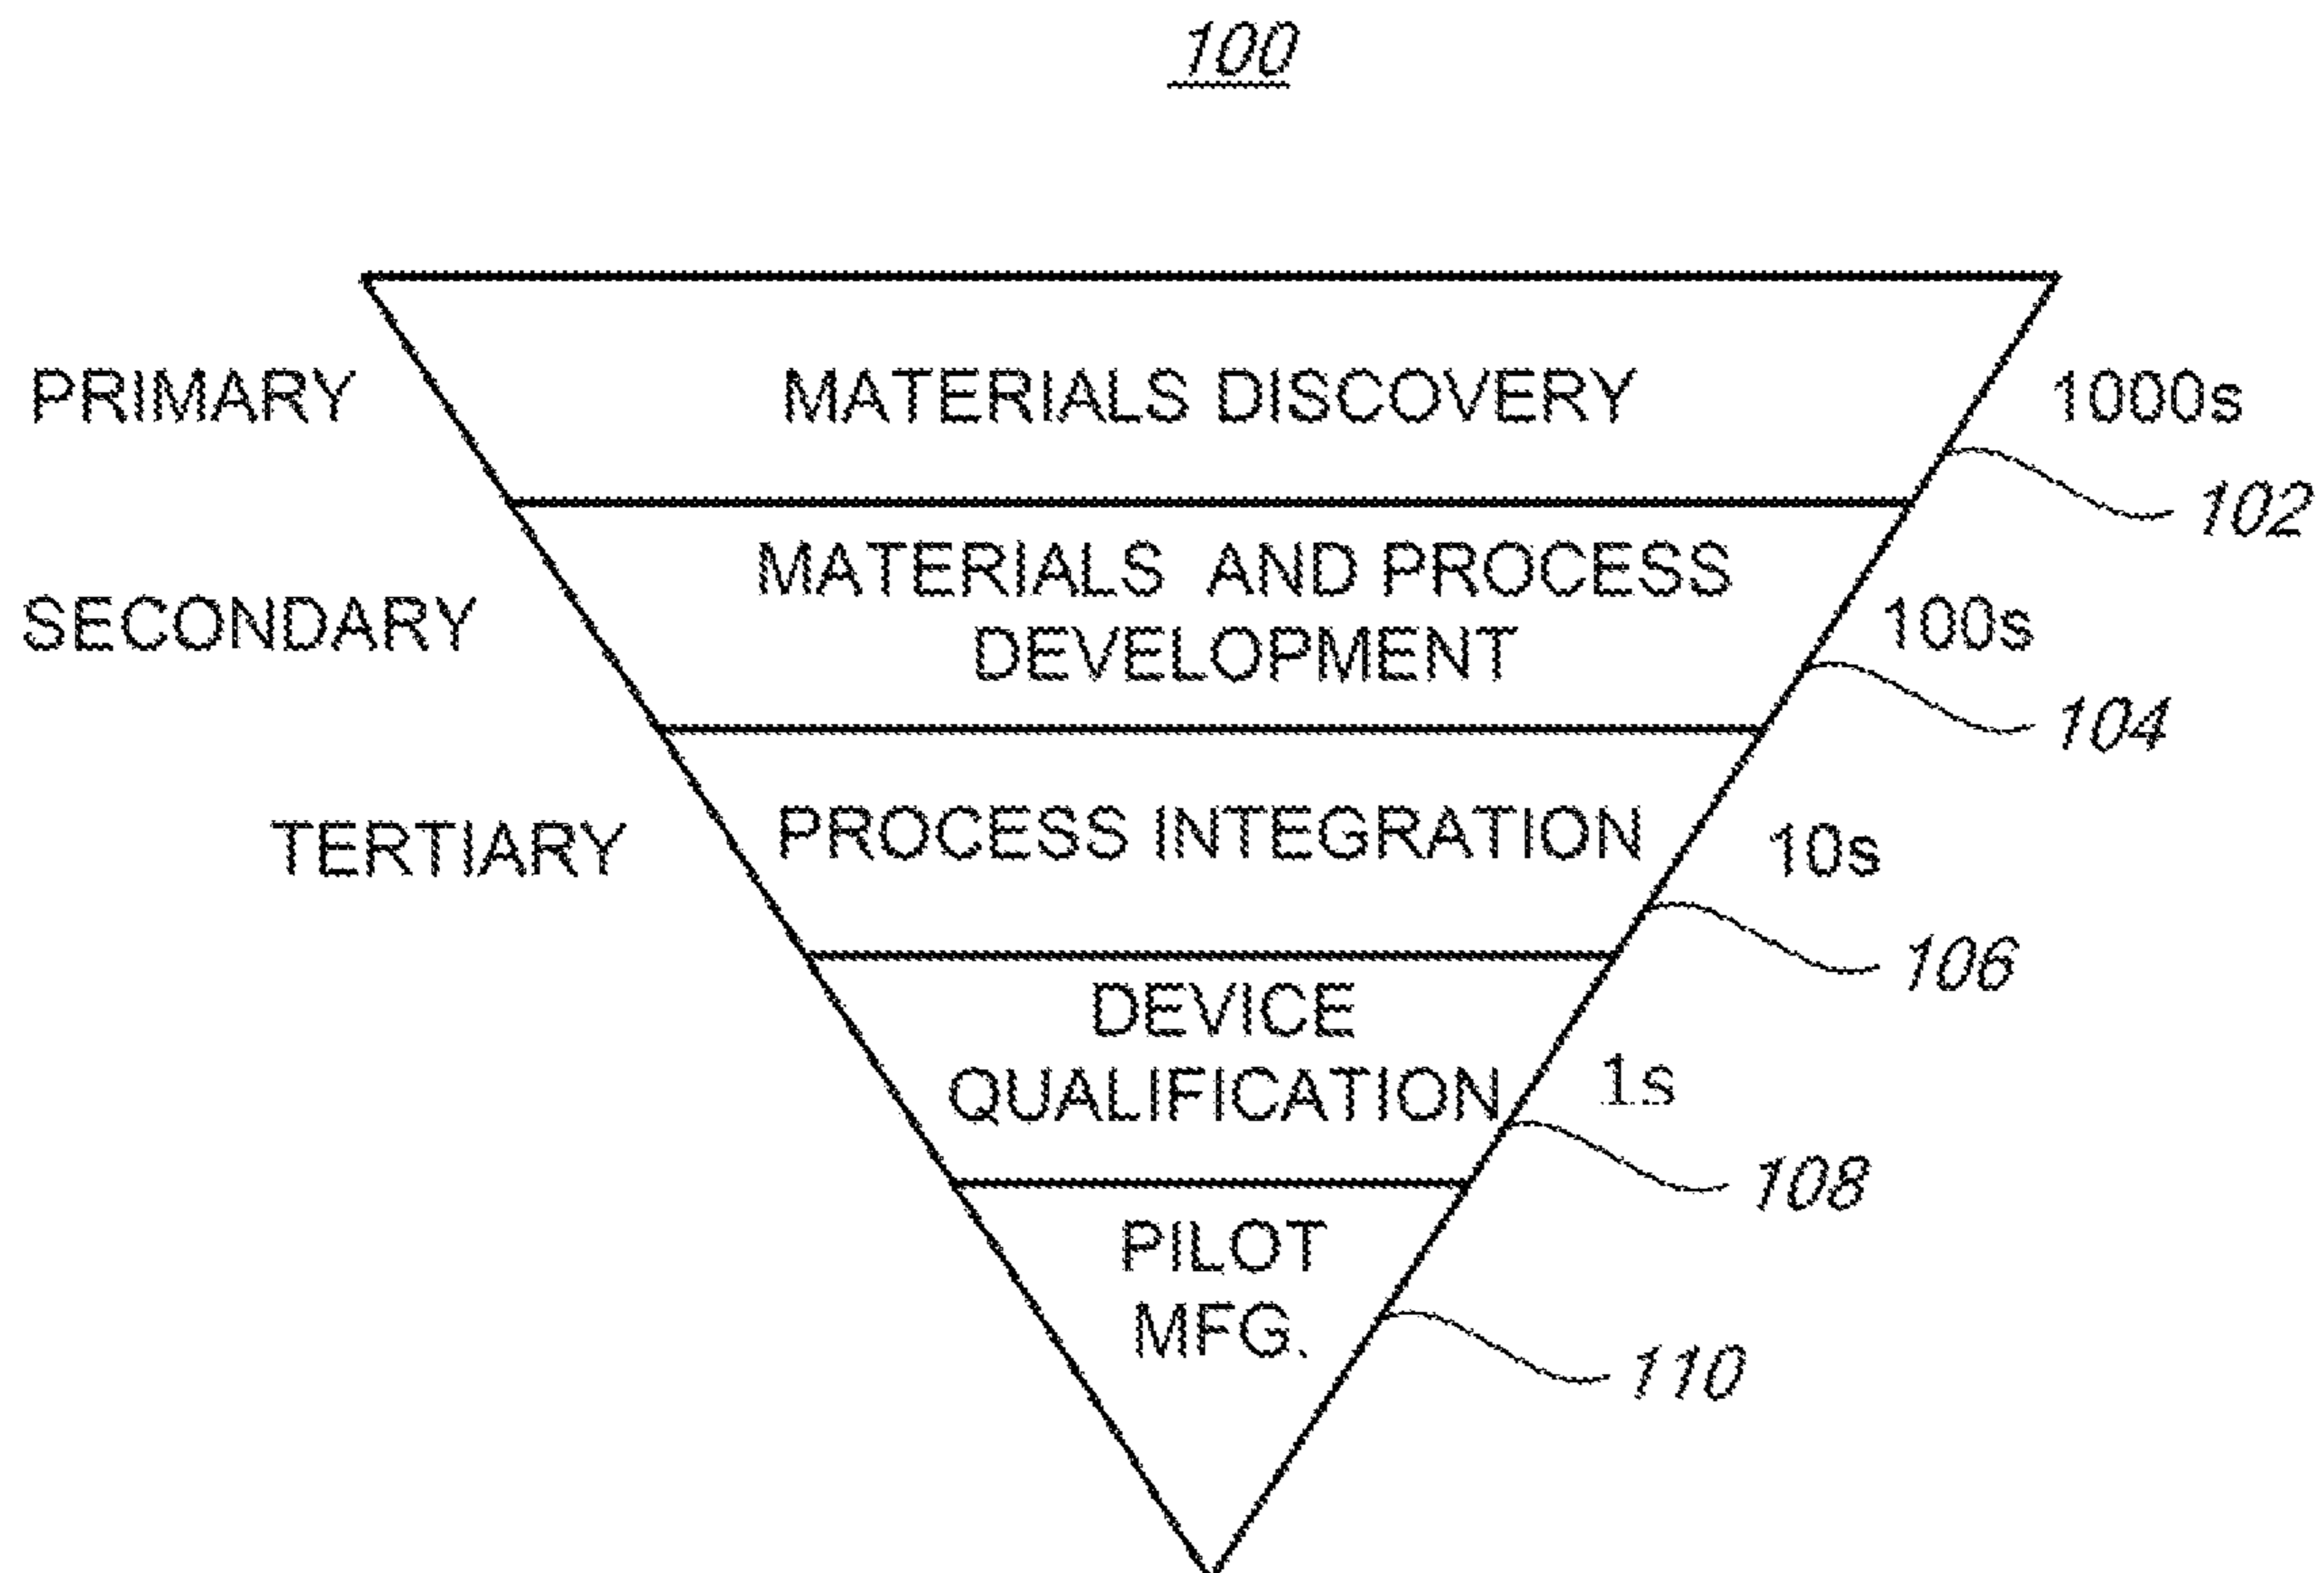 100
PRIMARY
MATERIALS DISCOVERY
1000s
102
SECONDARY
MATERIALS AND PROCESS
DEVELOPMENT
100s
104
TERTIARY
PROCESS INTEGRATION
10s
106
DEVICE
QUALIFICATION
1s
108
PILOT
MFG.
110